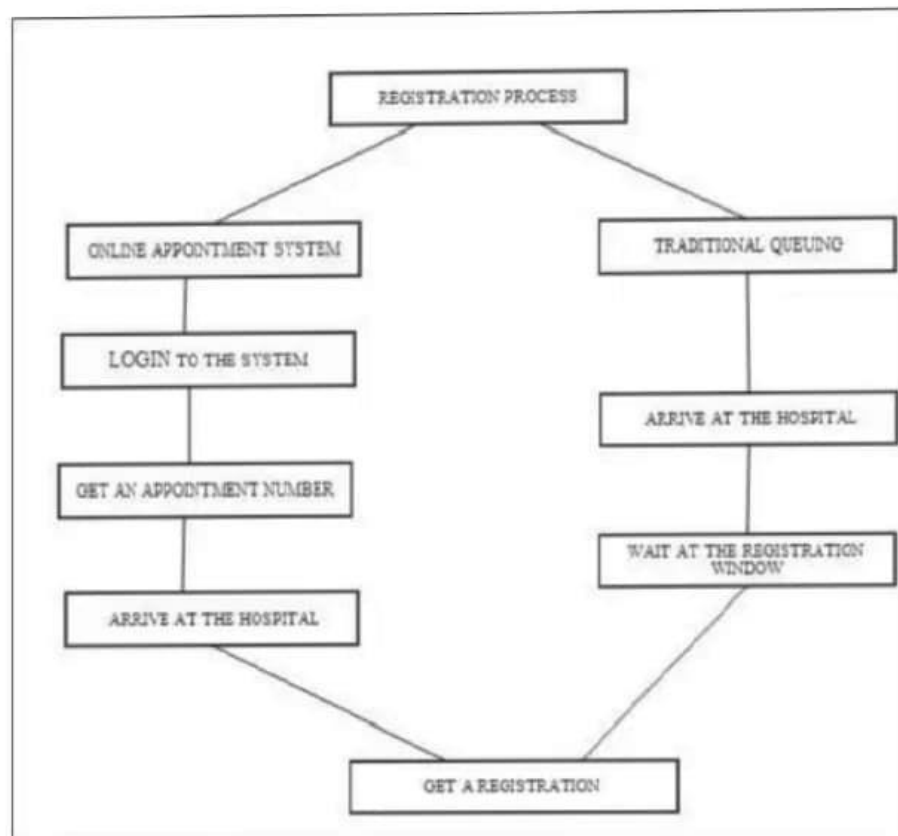 REGISTRATION PROCESS
ONLINE APPOINTMENT SYSTEM
LOGIN TO THE SYSTEM
GET AN APPOINTMENT NUMBER
ARRIVE AT THE HOSPITAL
TRADITIONAL QUEUING
ARRIVE AT THE HOSPITAL
WAIT AT THE REGISTRATION
WINDOW
GET A REGISTRATION